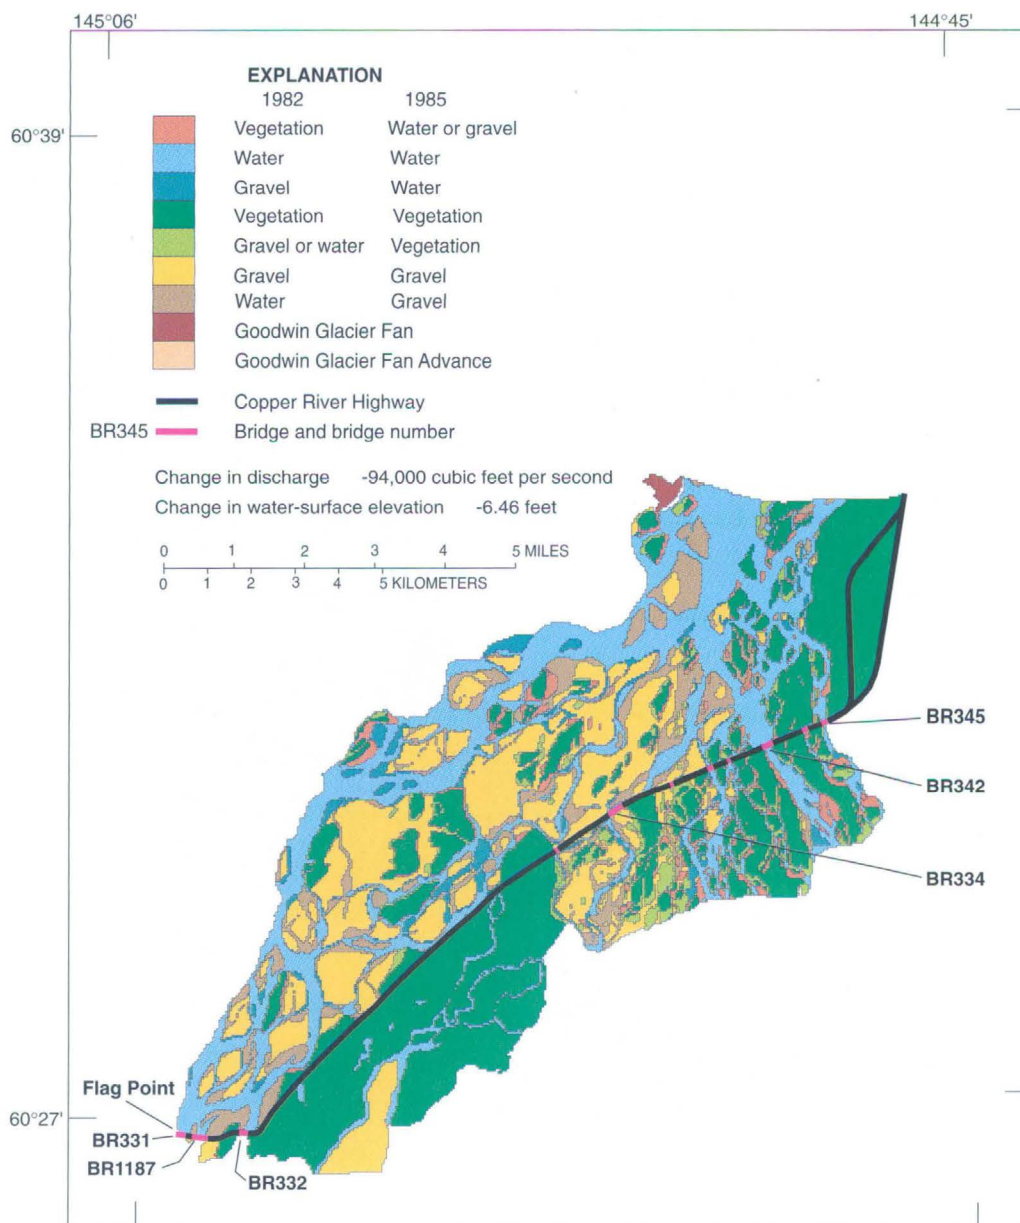 145°06' 144°45'
EXPLANATION
1982 1985
60°39'
Vegetation Water or gravel
Water Water
Gravel Water
Vegetation Vegetation
Gravel or water Vegetation
Gravel Gravel
Water Gravel
Goodwin Glacier Fan
Goodwin Glacier Fan Advance
Copper River Highway
BR345 Bridge and bridge number
Change in discharge -94,000 cubic feet per second
Change in water-surface elevation -6.46 feet
0 1 2 3 4 5 MILES
0 1 2 3 4 5 KILOMETERS
BR345
BR342
BR334
Flag Point
60°27'
BR331
BR1187
BR332